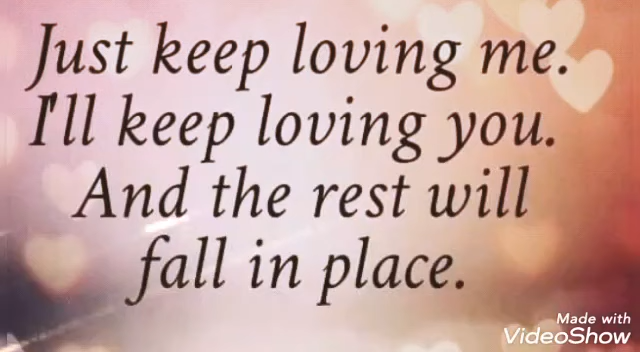 Just keep loving me.
I'll keep loving you.
And the rest will
fall in place.
Made with
VideoShow